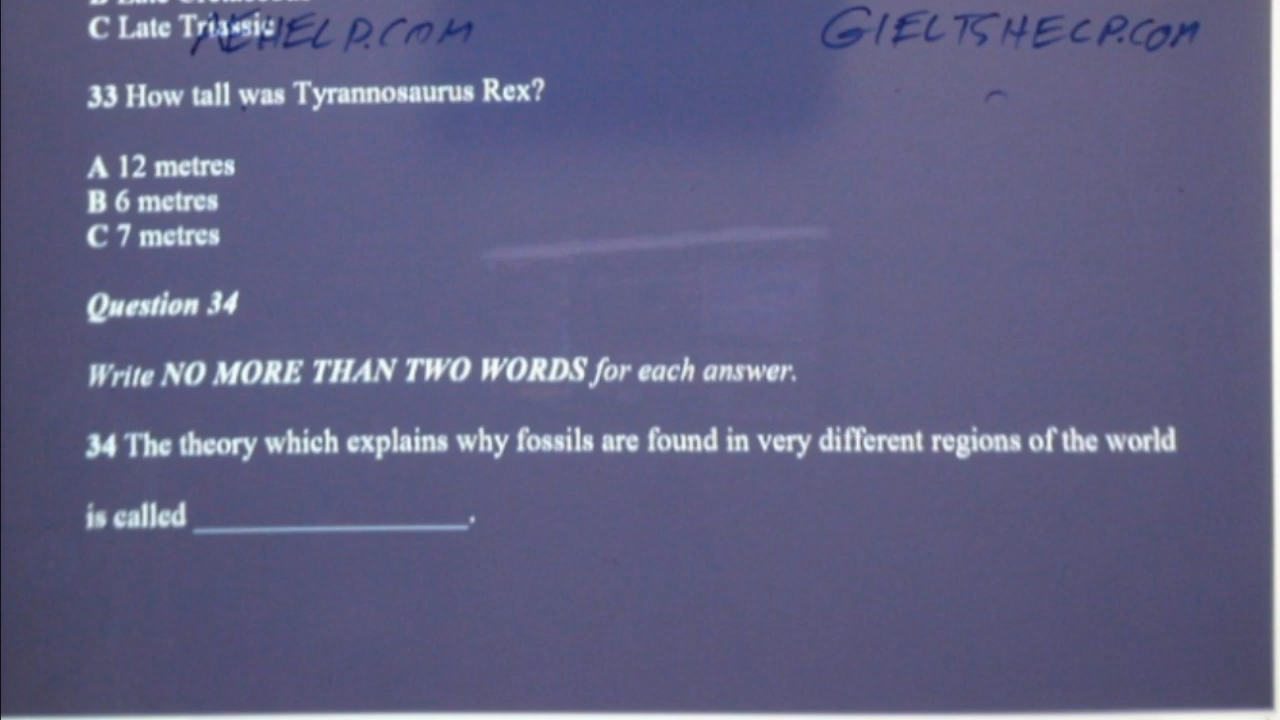 C Late Triassic
GIELTSHELP.COM
33 How tall was Tyrannosaurus Rex?
A 12 metres
B 6 metres
C 7 metres
Question 34
Write NO MORE THAN TWO WORDS for each answer.
34 The theory which explains why fossils are found in very different regions of the world
is called ____________________.